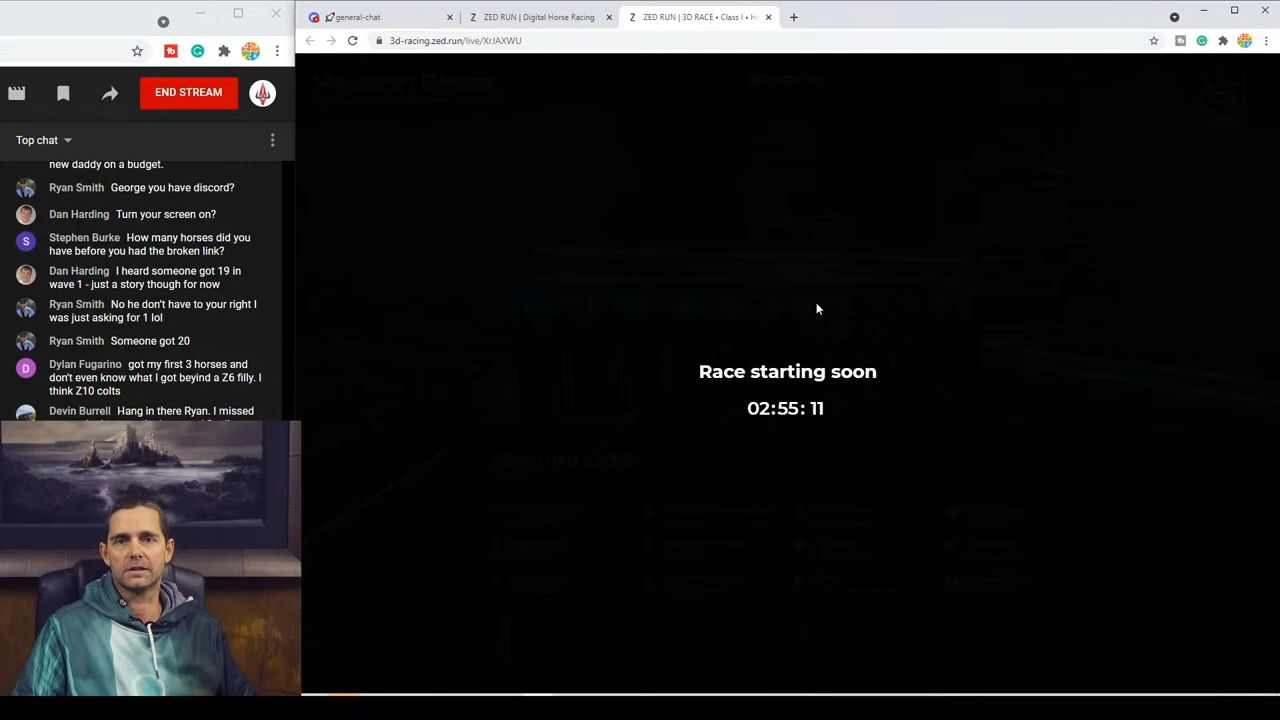 general-chat
ZED RUN | Digital Horse Racing
ZED RUN | 3D RACE • Class I • H
3d-racing.zed.run/live/XrJAXWU
END STREAM
Top chat
new daddy on a budget.
Ryan Smith George you have discord?
Dan Harding Turn your screen on?
Stephen Burke How many horses did you
have before you had the broken link?
Dan Harding I heard someone got 19 in
wave 1 - just a story though for now
Ryan Smith No he don't have to your right I
was just asking for 1 lol
Ryan Smith Someone got 20
Dylan Fugarino got my first 3 horses and
don't even know what I got beyind a Z6 filly. I
think Z10 colts
Devin Burrell Hang in there Ryan. I missed
Race starting soon
02:55: 11